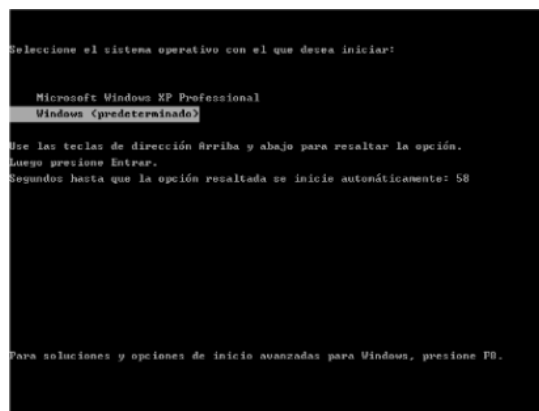 Seleccione el sistema operativo con el que desea iniciar:
Microsoft Windows XP Professional
Windows (predeterminado)
Use las teclas de dirección Arriba y abajo para resaltar la opción.
Luego presione Entrar.
Segundos hasta que la opción resaltada se inicie automáticamente: 58
Para soluciones y opciones de inicio avanzadas para Windows, presione F8.